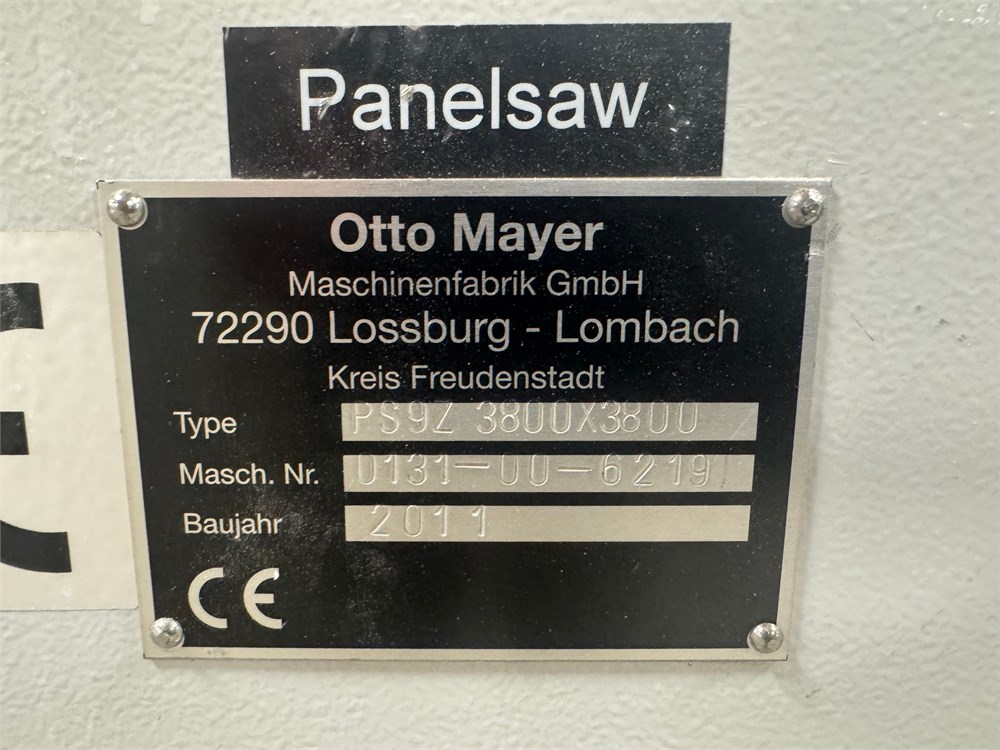 Panelsaw
Otto Mayer
Maschinenfabrik GmbH
72290 Lossburg - Lombach
Kreis Freudenstadt
Type PS9Z 3800X3800
Masch. Nr. 0131-00-6219
Baujahr 2011
CE